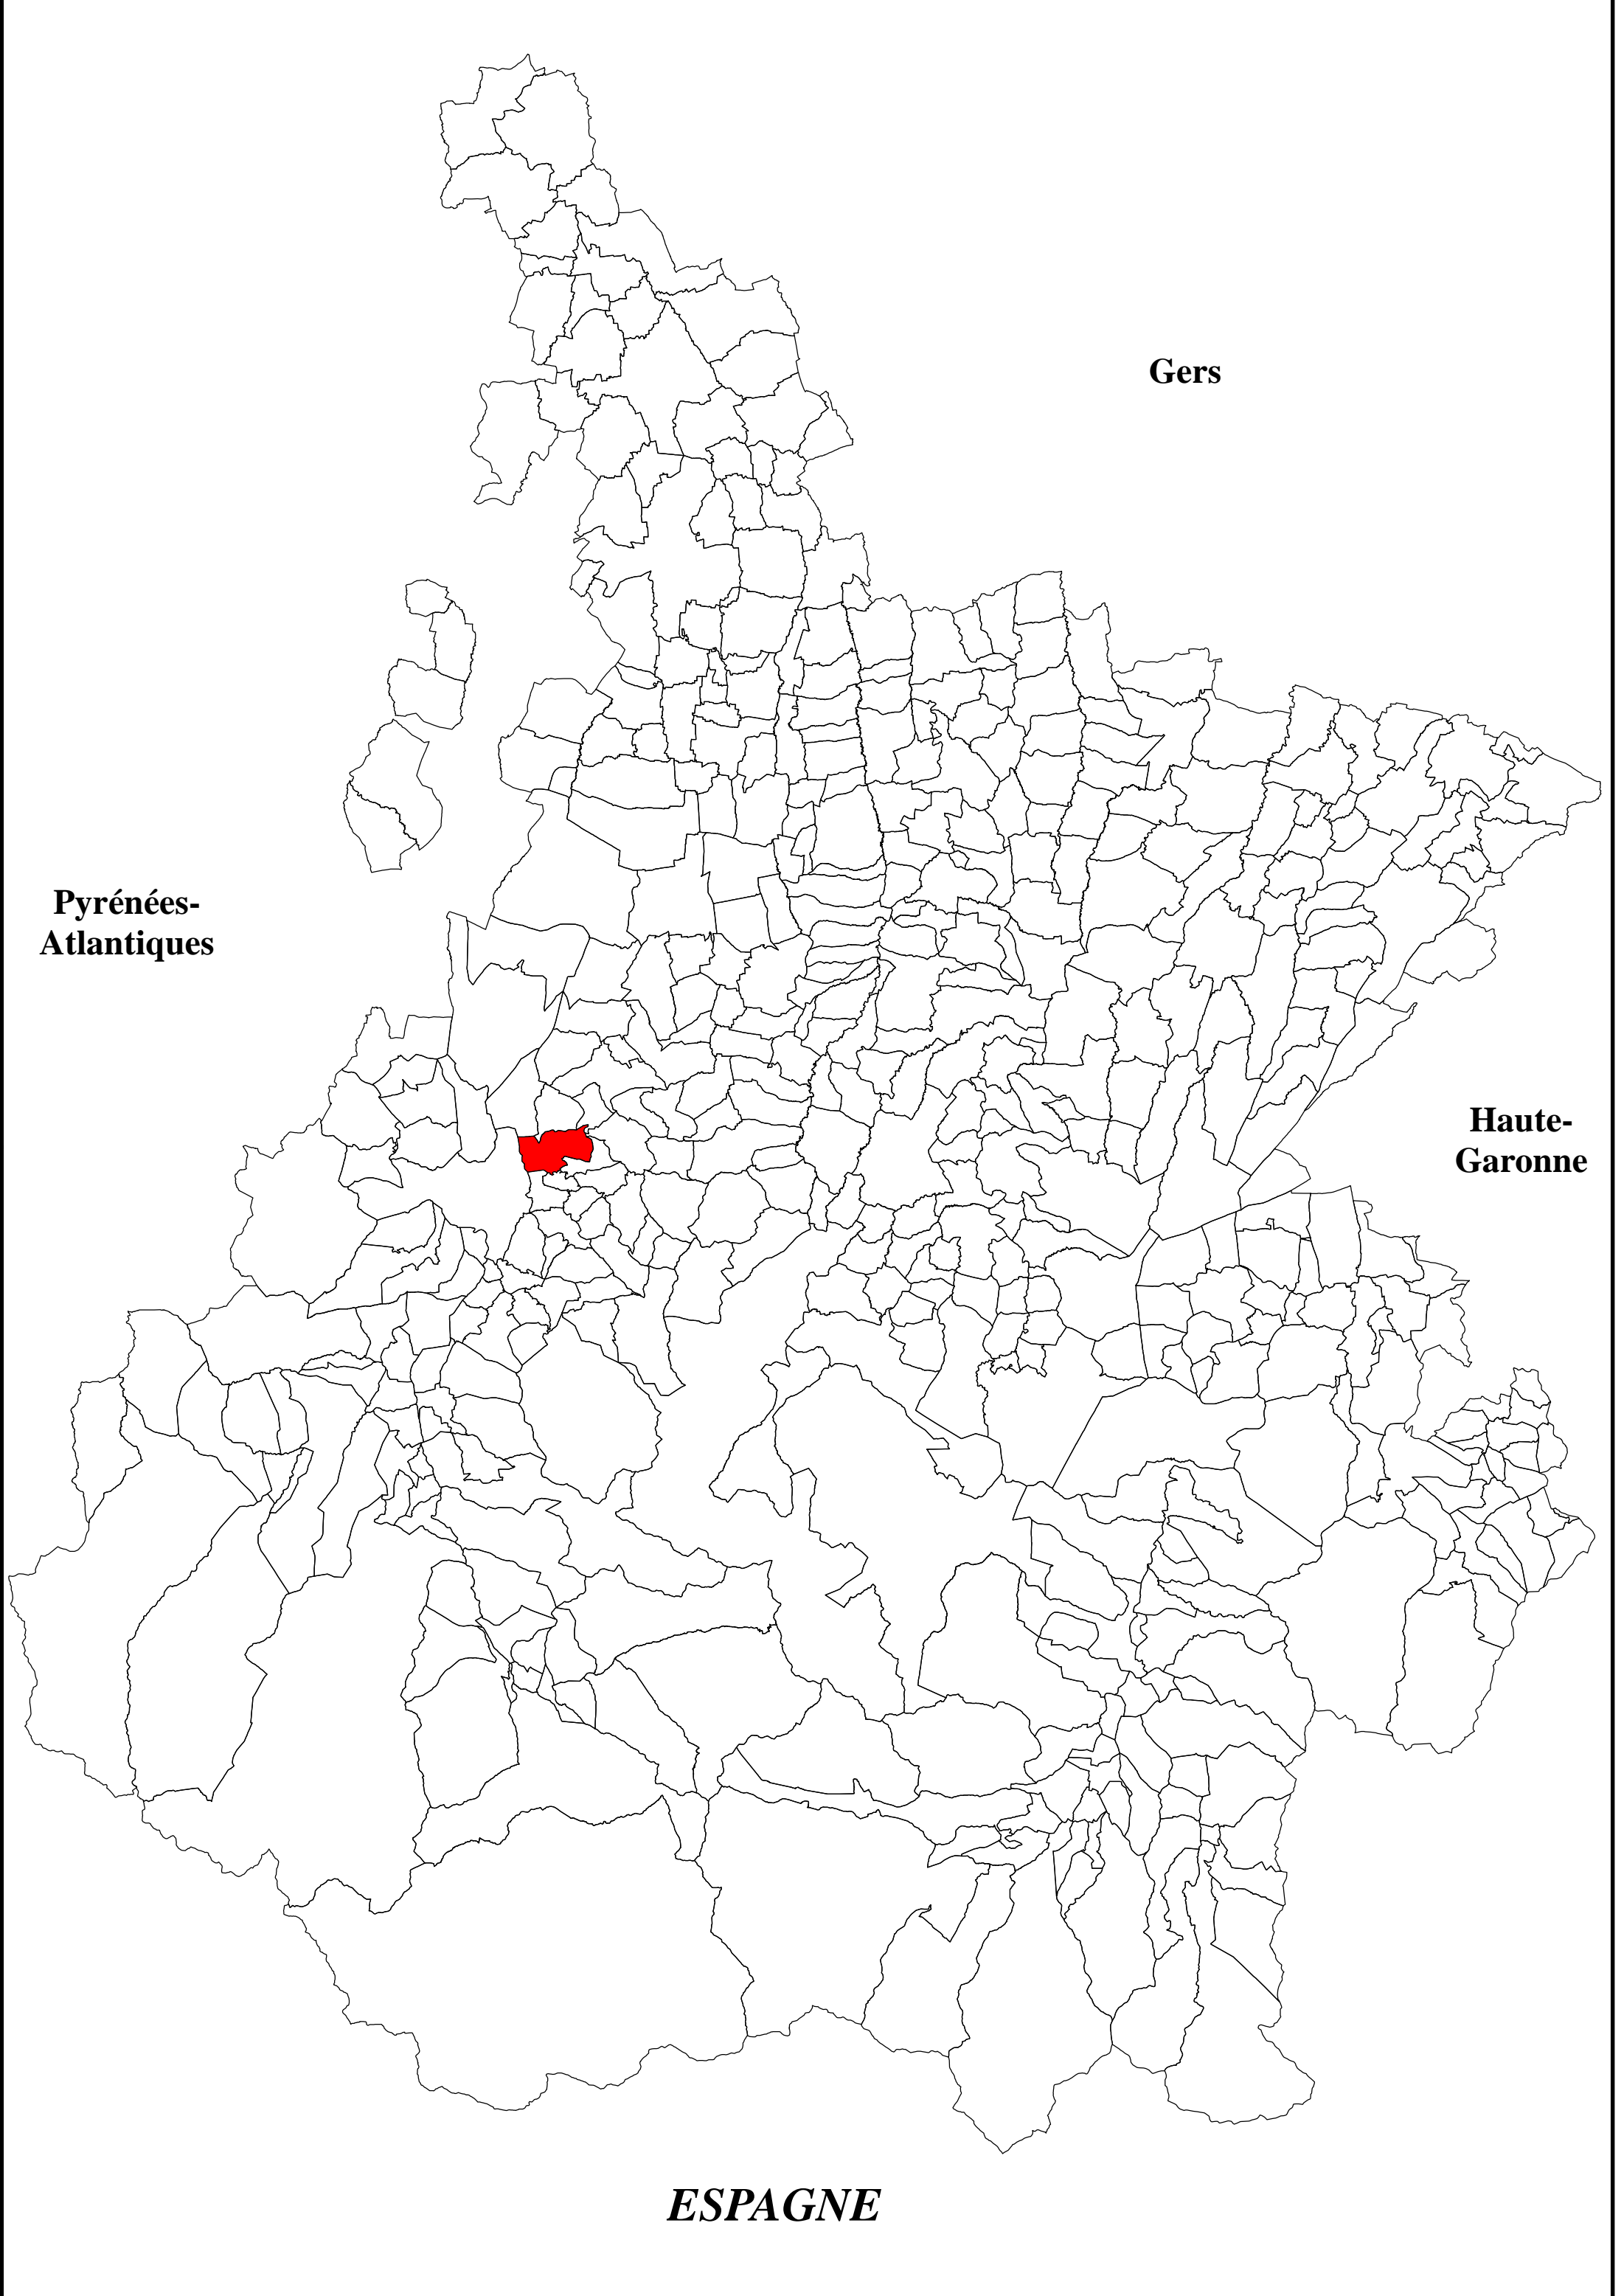 Gers
Pyrénées-
Atlantiques
Haute-
Garonne
ESPAGNE